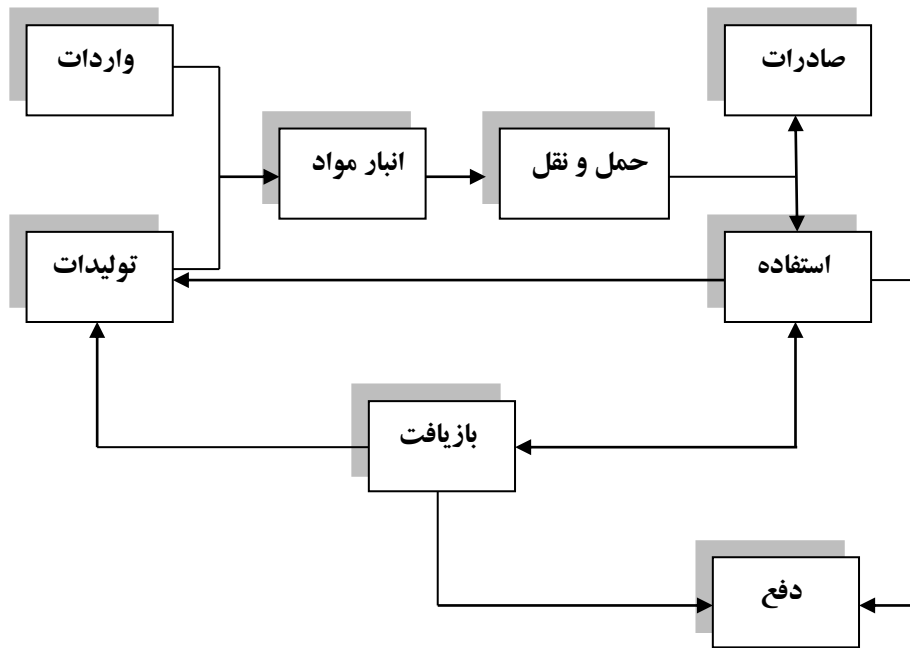 واردات
صادرات
انبار مواد
حمل و نقل
تولیدات
استفاده
بازیافت
دفع